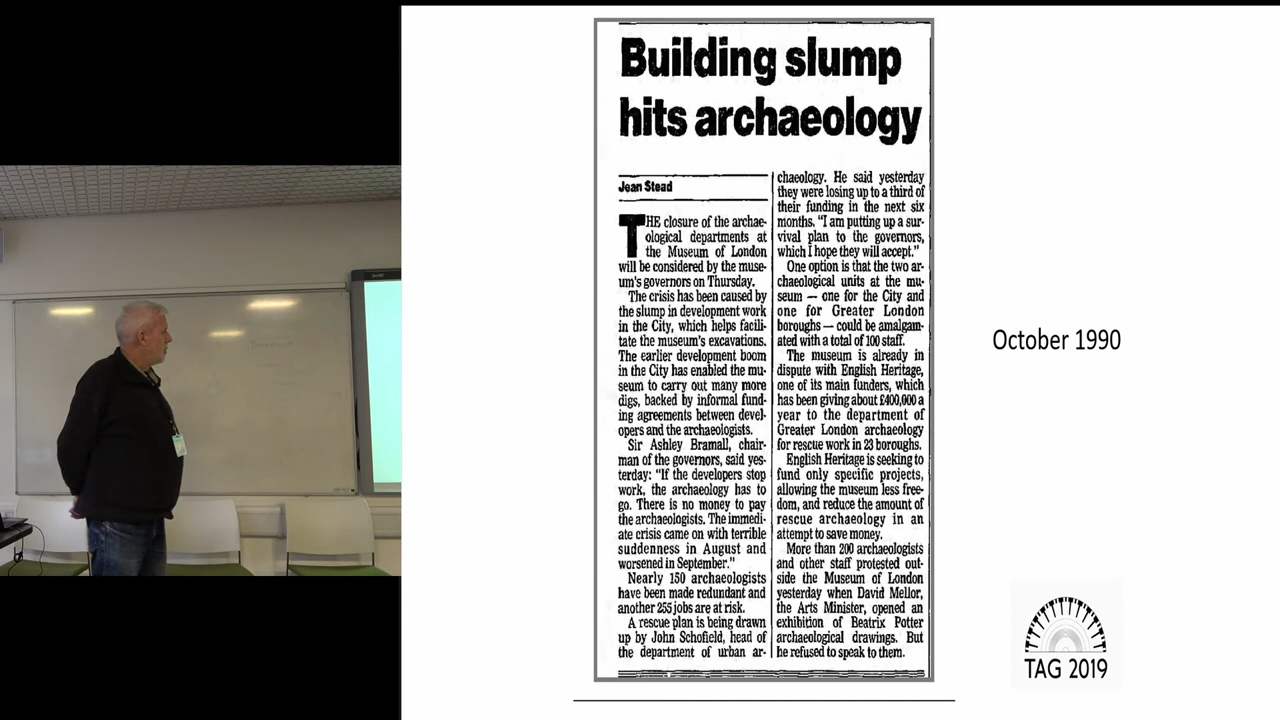 Building slump
hits archaeology
Jean Stead
THE closure of the archae-
ological departments at
the Museum of London
will be considered by the muse-
um's governors on Thursday.
The crisis has been caused by
the slump in development work
in the City, which helps facili-
tate the museum's excavations.
The earlier development boom
in the City has enabled the mu-
seum to carry out many more
digs, backed by informal fund-
ing agreements between devel-
opers and the archaeologists.
Sir Ashley Bramall, chair-
man of the governors, said yes-
terday: "If the developers stop
work, the archaeology has to
go. There is no money to pay
the archaeologists. The immedi-
ate crisis came on with terrible
suddenness in August and
worsened in September."
Nearly 150 archaeologists
have been made redundant and
another 255 jobs are at risk.
A rescue plan is being drawn
up by John Schofield, head of
the department of urban ar-
chaeology. He said yesterday
they were losing up to a third of
their funding in the next six
months. "I am putting up a sur-
vival plan to the governors,
which I hope they will accept."
One option is that the two ar-
chaeological units at the mu-
seum — one for the City and
one for Greater London
boroughs — could be amalgam-
ated with a total of 100 staff.
The museum is already in
dispute with English Heritage,
one of its main funders, which
has been giving about £400,000 a
year to the department of
Greater London archaeology
for rescue work in 23 boroughs.
English Heritage is seeking to
fund only specific projects,
allowing the museum less free-
dom, and reduce the amount of
rescue archaeology in an
attempt to save money.
More than 200 archaeologists
and other staff protested out-
side the Museum of London
yesterday when David Mellor,
the Arts Minister, opened an
exhibition of Beatrix Potter
archaeological drawings. But
he refused to speak to them.
October 1990
TAG 2019